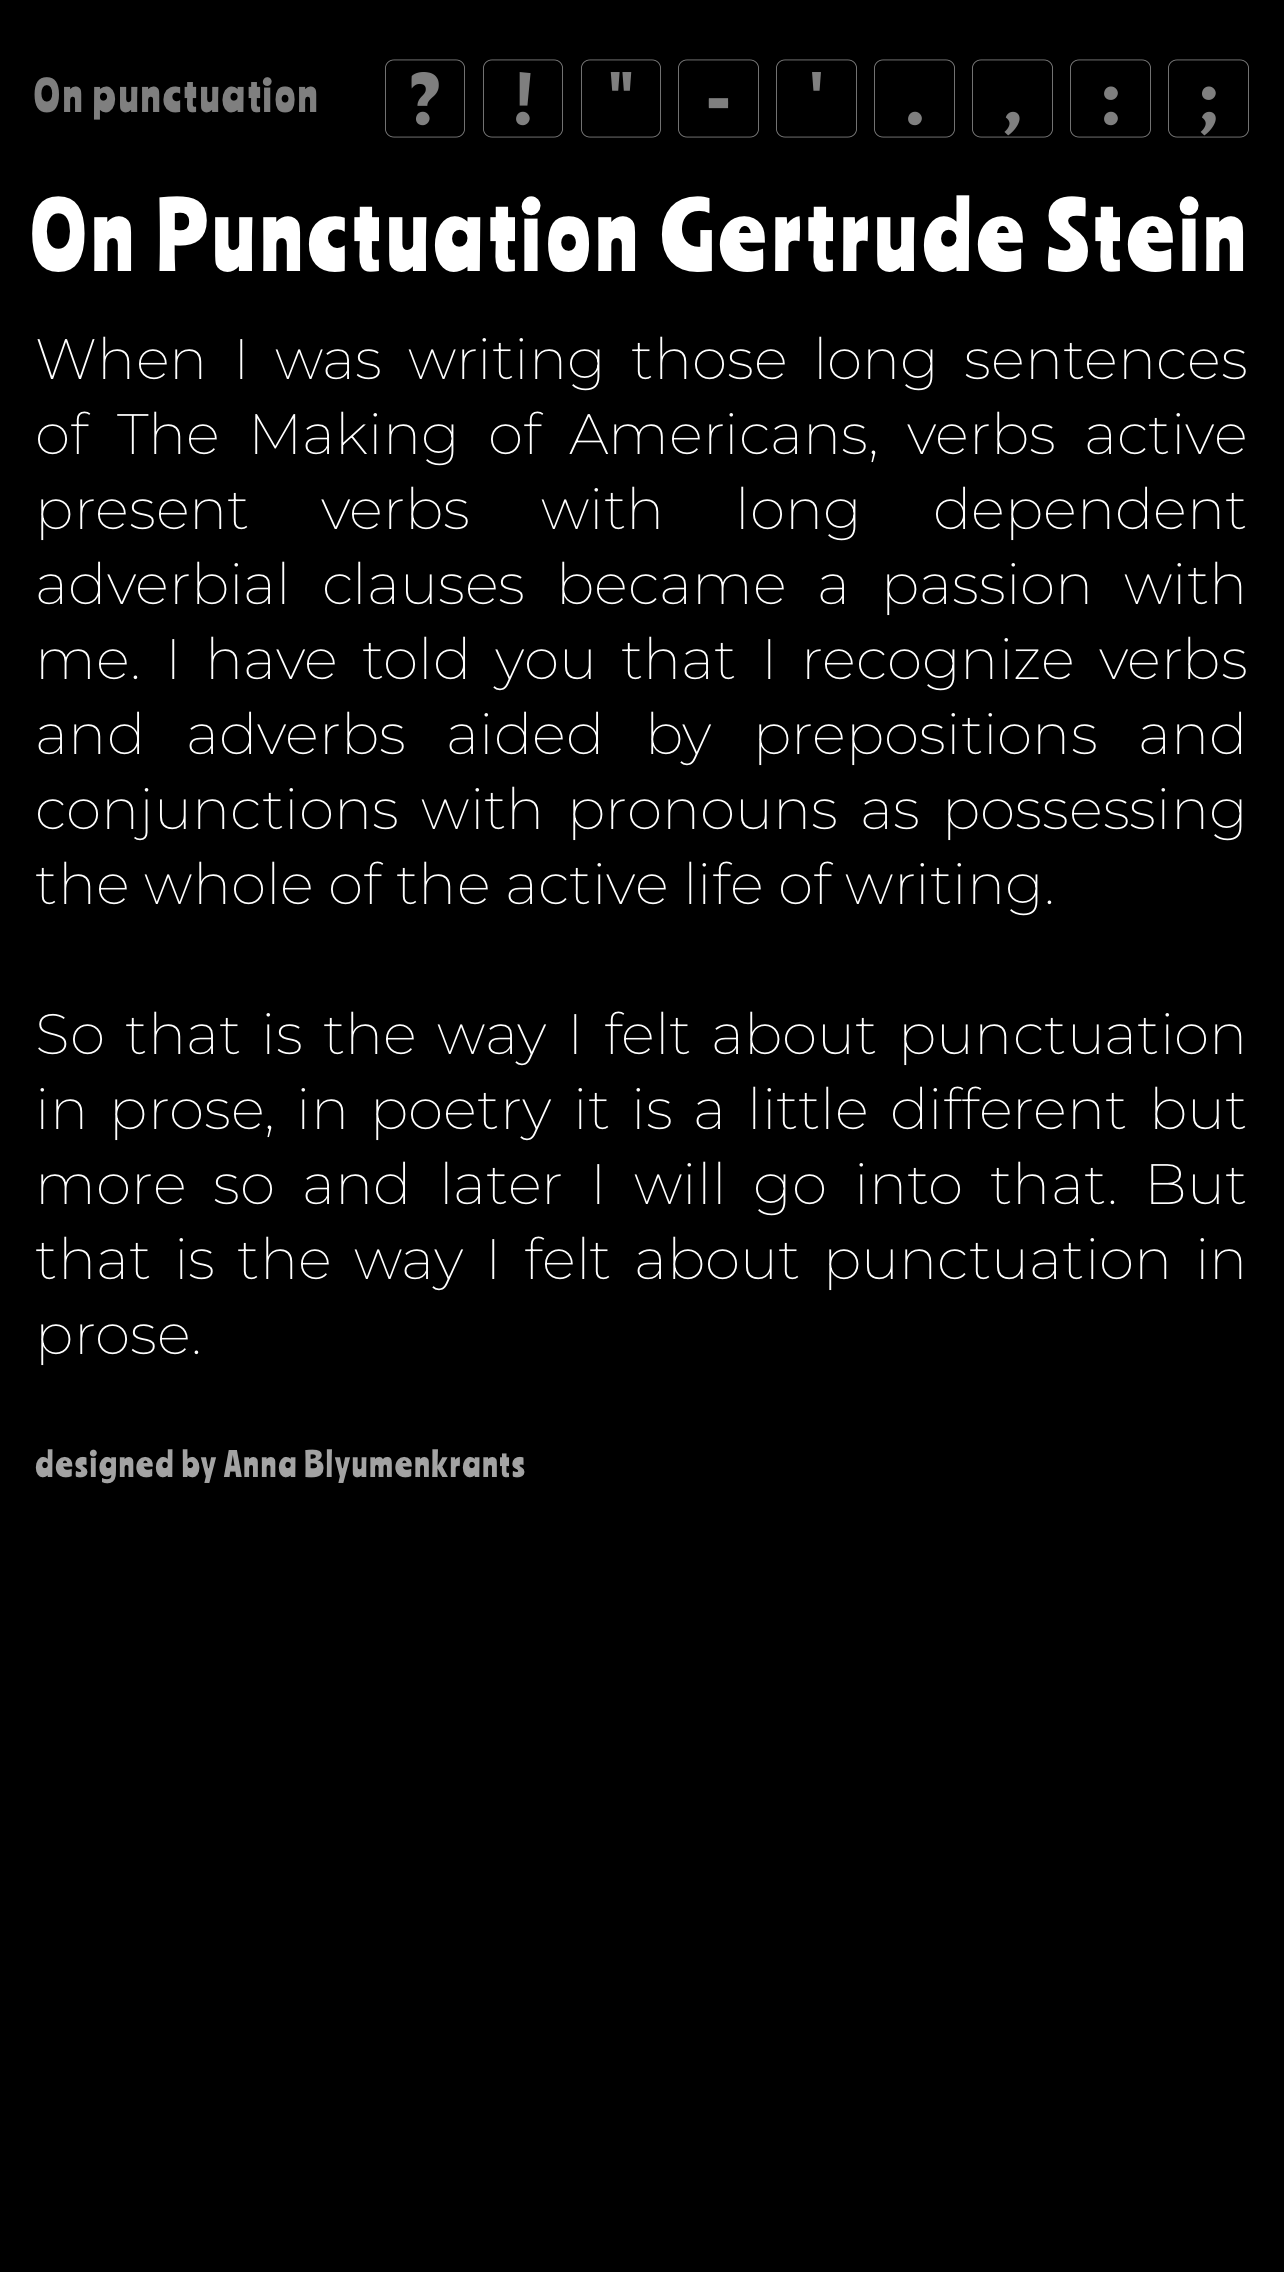 On punctuation ? ! " - ' . , : ;
On Punctuation Gertrude Stein
When I was writing those long sentences
of The Making of Americans, verbs active
present verbs with long dependent
adverbial clauses became a passion with
me. I have told you that I recognize verbs
and adverbs aided by prepositions and
conjunctions with pronouns as possessing
the whole of the active life of writing.
So that is the way I felt about punctuation
in prose, in poetry it is a little different but
more so and later I will go into that. But
that is the way I felt about punctuation in
prose.
designed by Anna Blyumenkrants